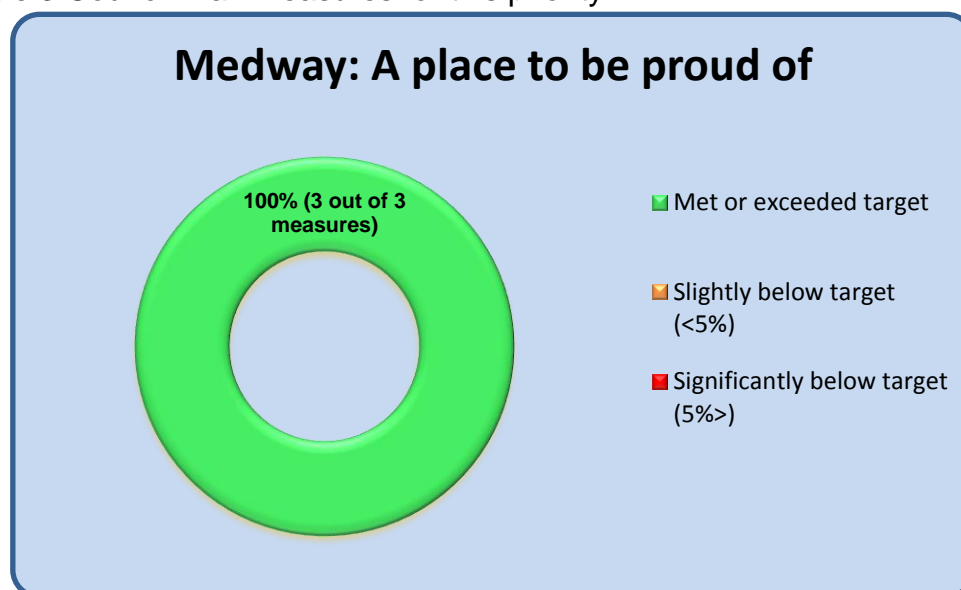 Medway: A place to be proud of
100% (3 out of 3
measures)
Met or exceeded target
Slightly below target
(<5%)
Significantly below target
(5%>)